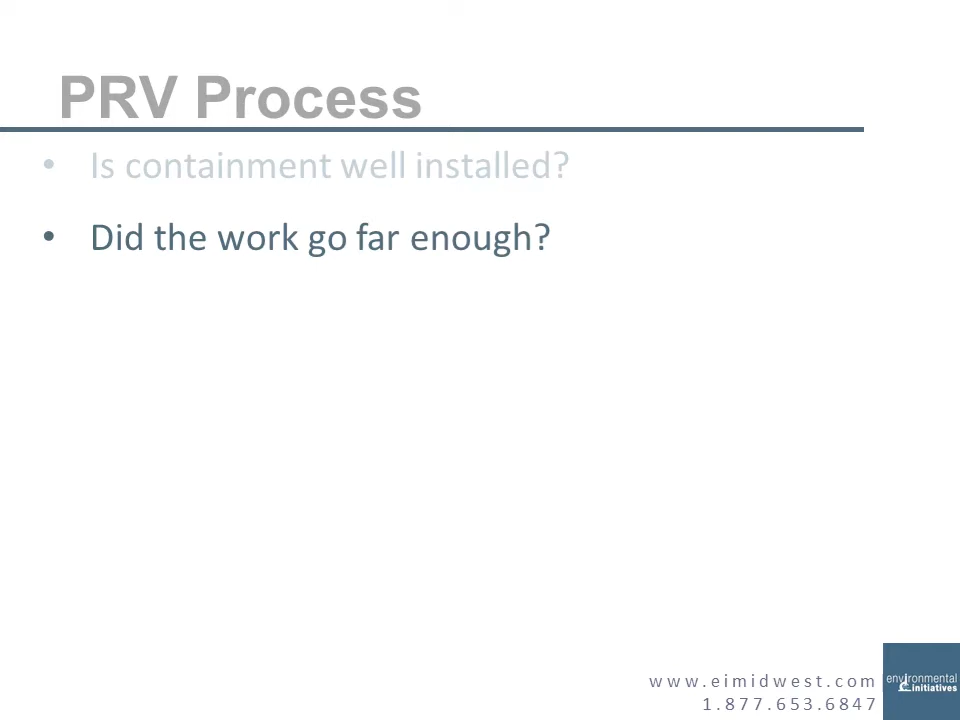 PRV Process
• Is containment well installed?
• Did the work go far enough?
www.eimidwest.com
1.877.653.6847
environmental
initiatives